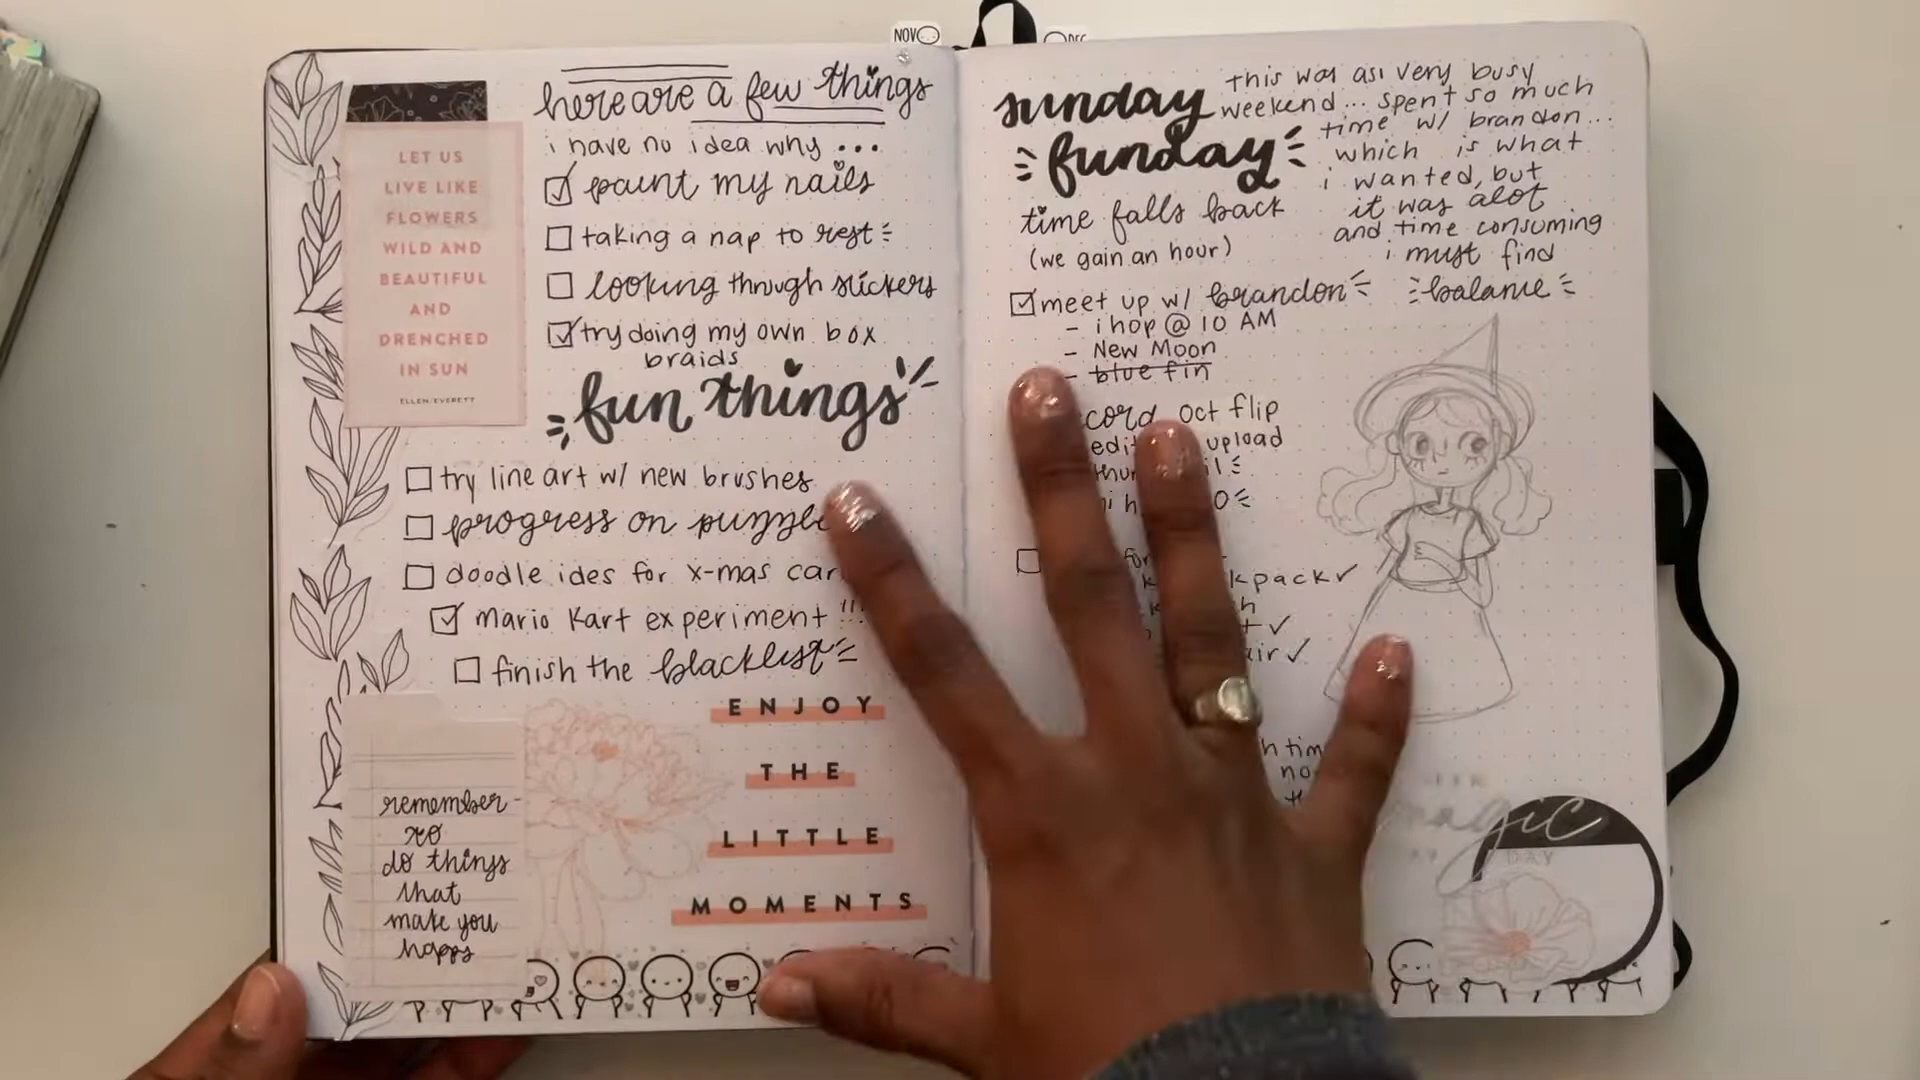 NOV
DEC
here are a few things
i have no idea why ...
paint my nails
taking a nap to rest
looking through stickers
try doing my own box
braids
LET US
LIVE LIKE
FLOWERS
WILD AND
BEAUTIFUL
AND
DRENCHED
IN SUN
ELLEN EVERETT
fun things
try line art w/ new brushes
progress on puzzle
doodle ides for x-mas
mario kart experiment !!!
finish the blacklist
ENJOY
THE
LITTLE
MOMENTS
remember-
to
do things
that
make you
happy
sunday
funday
this was asi very busy
weekend... spent so much
time w/ brandon...
which is what
i wanted, but
it was alot
and time consuming
i must find
balance
time falls back
(we gain an hour)
meet up w/ brandon
- ihop @ 10 AM
- New Moon
- blue fin
oct flip
upload
magic
DAY